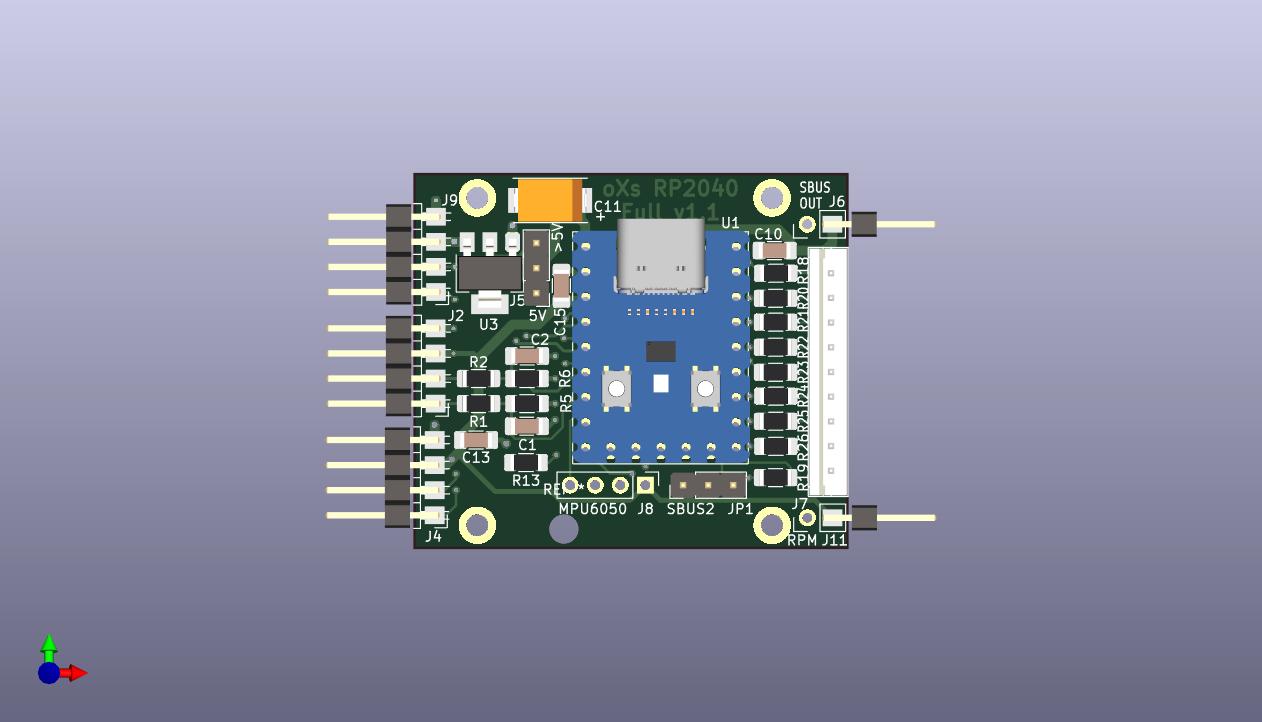 oXs RP2040
Full v1.1
SBUS
OUT
J6
J9
C11
+
U1
C10
>5V
J5
5V
C15
J2
U3
C2
R2
R6
R5
R1
C1
C13
R13
R18
R20
R21
R22
R23
R24
R25
R26
R19
MPU6050
J8
SBUS2
JP1
J7
RPM
J11
J4